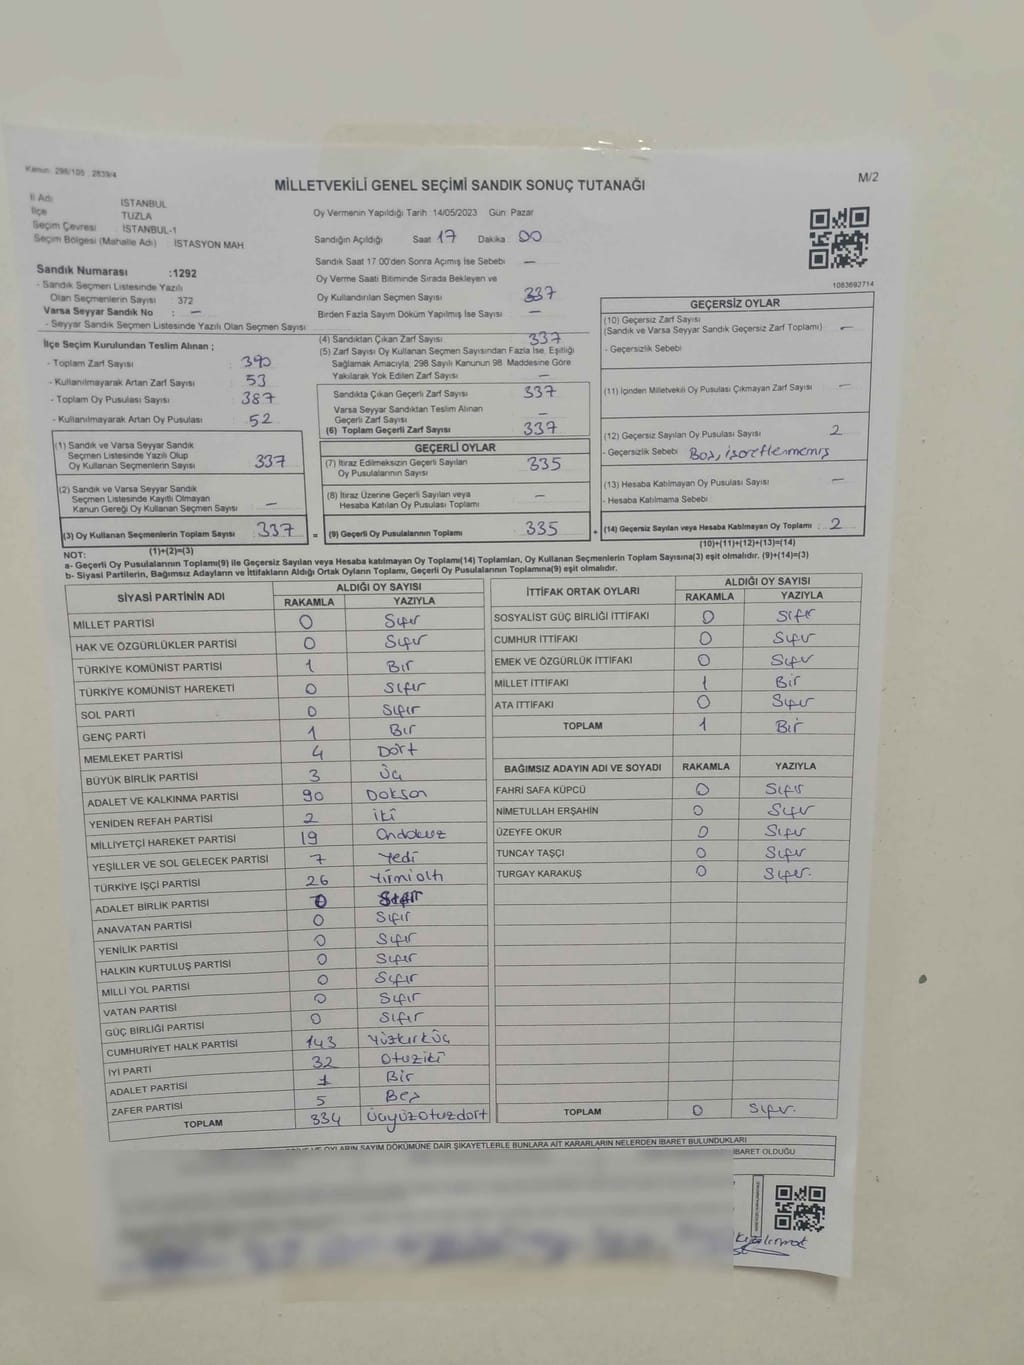 Kanun: 298/105 : 2839/4
M/2
MİLLETVEKİLİ GENEL SEÇİMİ SANDIK SONUÇ TUTANAĞI
İl Adı : İSTANBUL
İlçe : TUZLA
Seçim Çevresi : İSTANBUL-1
Seçim Bölgesi (Mahalle Adı) : İSTASYON MAH.
Sandık Numarası :1292
- Sandık Seçmen Listesinde Yazılı
Olan Seçmenlerin Sayısı : 372
Varsa Seyyar Sandık No : —
- Seyyar Sandık Seçmen Listesinde Yazılı Olan Seçmen Sayısı :
Oy Vermenin Yapıldığı Tarih :14/05/2023 Gün: Pazar
Sandığın Açıldığı Saat 17 Dakika 00
Sandık Saat 17.00'den Sonra Açımış İse Sebebi : —
Oy Verme Saati Bitiminde Sırada Bekleyen ve
Oy Kullandırılan Seçmen Sayısı : 337
Birden Fazla Sayım Döküm Yapılmış İse Sayısı : —
1083692714
İlçe Seçim Kurulundan Teslim Alınan ;
- Toplam Zarf Sayısı : 390
- Kullanılmayarak Artan Zarf Sayısı : 53
- Toplam Oy Pusulası Sayısı : 387
- Kullanılmayarak Artan Oy Pusulası : 52
(1) Sandık ve Varsa Seyyar Sandık
Seçmen Listesinde Yazılı Olup
Oy Kullanan Seçmenlerin Sayısı : 337
(2) Sandık ve Varsa Seyyar Sandık
Seçmen Listesinde Kayıtlı Olmayan
Kanun Gereği Oy Kullanan Seçmen Sayısı : —
(3) Oy Kullanan Seçmenlerin Toplam Sayısı : 337
(1)+(2)=(3)
(4) Sandıktan Çıkan Zarf Sayısı : 337
(5) Zarf Sayısı Oy Kullanan Seçmen Sayısından Fazla İse, Eşitliği
Sağlamak Amacıyla, 298 Sayılı Kanunun 98. Maddesine Göre
Yakılarak Yok Edilen Zarf Sayısı : —
Sandıkta Çıkan Geçerli Zarf Sayısı : 337
Varsa Seyyar Sandıktan Teslim Alınan
Geçerli Zarf Sayısı : —
(6) Toplam Geçerli Zarf Sayısı : 337
GEÇERLİ OYLAR
(7) İtiraz Edilmeksizin Geçerli Sayılan
Oy Pusulalarının Sayısı : 335
(8) İtiraz Üzerine Geçerli Sayılan veya
Hesaba Katılan Oy Pusulası Toplamı : —
= (9) Geçerli Oy Pusulalarının Toplamı : 335 +
GEÇERSİZ OYLAR
(10) Geçersiz Zarf Sayısı
(Sandık ve Varsa Seyyar Sandık Geçersiz Zarf Toplamı) : —
- Geçersizlik Sebebi :
(11) İçinden Milletvekili Oy Pusulası Çıkmayan Zarf Sayısı : —
(12) Geçersiz Sayılan Oy Pusulası Sayısı : 2
- Geçersizlik Sebebi : Boş, işaretlenmemiş
(13) Hesaba Katılmayan Oy Pusulası Sayısı : —
- Hesaba Katılmama Sebebi :
(14) Geçersiz Sayılan veya Hesaba Katılmayan Oy Toplamı : 2
(10)+(11)+(12)+(13)=(14)
NOT:
a- Geçerli Oy Pusulalarının Toplamı(9) ile Geçersiz Sayılan veya Hesaba katılmayan Oy Toplamı(14) Toplamları, Oy Kullanan Seçmenlerin Toplam Sayısına(3) eşit olmalıdır. (9)+(14)=(3)
b- Siyasi Partilerin, Bağımsız Adayların ve İttifakların Aldığı Ortak Oyların Toplamı, Geçerli Oy Pusulalarının Toplamına(9) eşit olmalıdır.
SİYASİ PARTİNİN ADI ALDIĞI OY SAYISI
RAKAMLA YAZIYLA
MİLLET PARTİSİ 0 Sıfır
HAK VE ÖZGÜRLÜKLER PARTİSİ 0 Sıfır
TÜRKİYE KOMÜNİST PARTİSİ 1 Bir
TÜRKİYE KOMÜNİST HAREKETİ 0 Sıfır
SOL PARTİ 0 Sıfır
GENÇ PARTİ 1 Bir
MEMLEKET PARTİSİ 4 Dört
BÜYÜK BİRLİK PARTİSİ 3 Üç
ADALET VE KALKINMA PARTİSİ 90 Doksan
YENİDEN REFAH PARTİSİ 2 İki
MİLLİYETÇİ HAREKET PARTİSİ 19 Ondokuz
YEŞİLLER VE SOL GELECEK PARTİSİ 7 Yedi
TÜRKİYE İŞÇİ PARTİSİ 26 Yirmialtı
ADALET BİRLİK PARTİSİ 0 Sıfır
ANAVATAN PARTİSİ 0 Sıfır
YENİLİK PARTİSİ 0 Sıfır
HALKIN KURTULUŞ PARTİSİ 0 Sıfır
MİLLİ YOL PARTİSİ 0 Sıfır
VATAN PARTİSİ 0 Sıfır
GÜÇ BİRLİĞİ PARTİSİ 0 Sıfır
CUMHURİYET HALK PARTİSİ 143 Yüzkırküç
İYİ PARTİ 32 Otuziki
ADALET PARTİSİ 1 Bir
ZAFER PARTİSİ 5 Beş
TOPLAM 334 Üçyüzotuzdört
İTTİFAK ORTAK OYLARI ALDIĞI OY SAYISI
RAKAMLA YAZIYLA
SOSYALİST GÜÇ BİRLİĞİ İTTİFAKI 0 Sıfır
CUMHUR İTTİFAKI 0 Sıfır
EMEK VE ÖZGÜRLÜK İTTİFAKI 0 Sıfır
MİLLET İTTİFAKI 1 Bir
ATA İTTİFAKI 0 Sıfır
TOPLAM 1 Bir
BAĞIMSIZ ADAYIN ADI VE SOYADI RAKAMLA YAZIYLA
FAHRİ SAFA KÜPCÜ 0 Sıfır
NİMETULLAH ERŞAHİN 0 Sıfır
ÜZEYFE OKUR 0 Sıfır
TUNCAY TAŞÇI 0 Sıfır
TURGAY KARAKUŞ 0 Sıfır.
TOPLAM 0 Sıfır.
OYLARIN SAYIM DÖKÜMÜNE DAİR ŞİKAYETLERLE BUNLARA AİT KARARLARIN NELERDEN İBARET BULUNDUKLARI
İBARET OLDUĞU